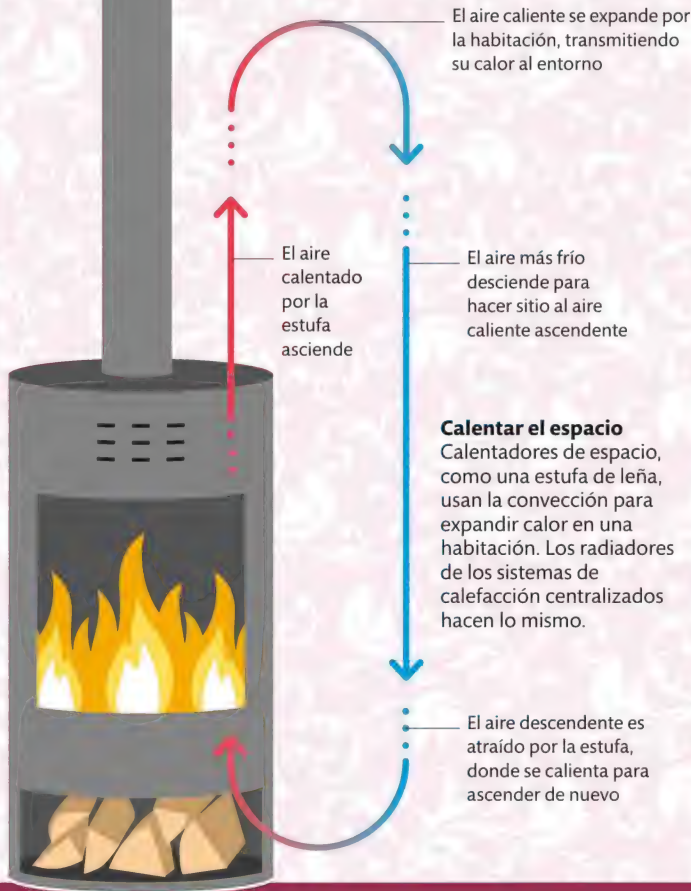 El aire caliente se expande por
la habitación, transmitiendo
su calor al entorno
El aire
calentado
por la
estufa
asciende
El aire más frío
desciende para
hacer sitio al aire
caliente ascendente
Calentar el espacio
Calentadores de espacio,
como una estufa de leña,
usan la convección para
expandir calor en una
habitación. Los radiadores
de los sistemas de
calefacción centralizados
hacen lo mismo.
El aire descendente es
atraído por la estufa,
donde se calienta para
ascender de nuevo